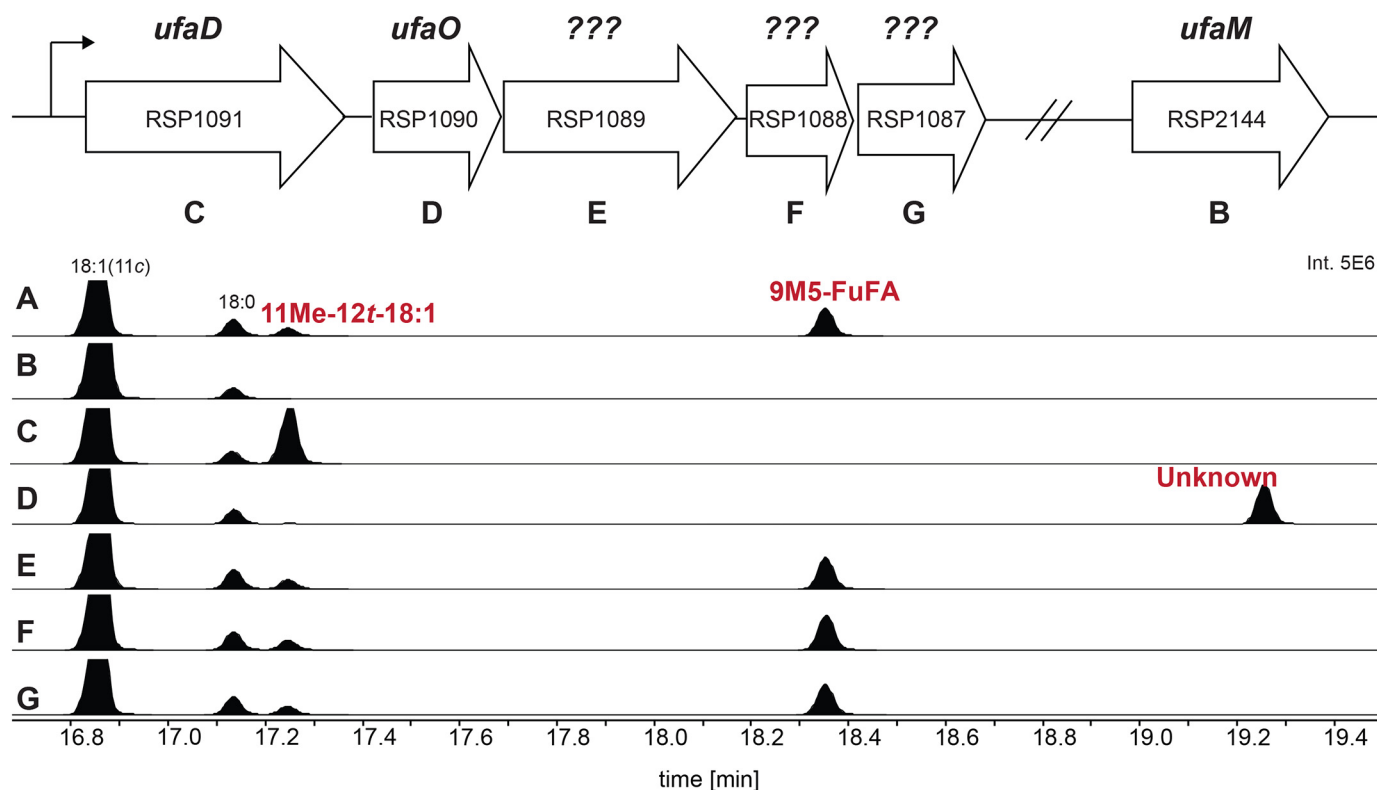 ufaD ufaO ??? ??? ??? ufaM
RSP1091 RSP1090 RSP1089 RSP1088 RSP1087 RSP2144
C D E F G B
18:1(11c) Int. 5E6
A 18:0 11Me-12t-18:1 9M5-FuFA
B
C
D Unknown
E
F
G
16.8 17.0 17.2 17.4 17.6 17.8 18.0 18.2 18.4 18.6 18.8 19.0 19.2 19.4
time [min]